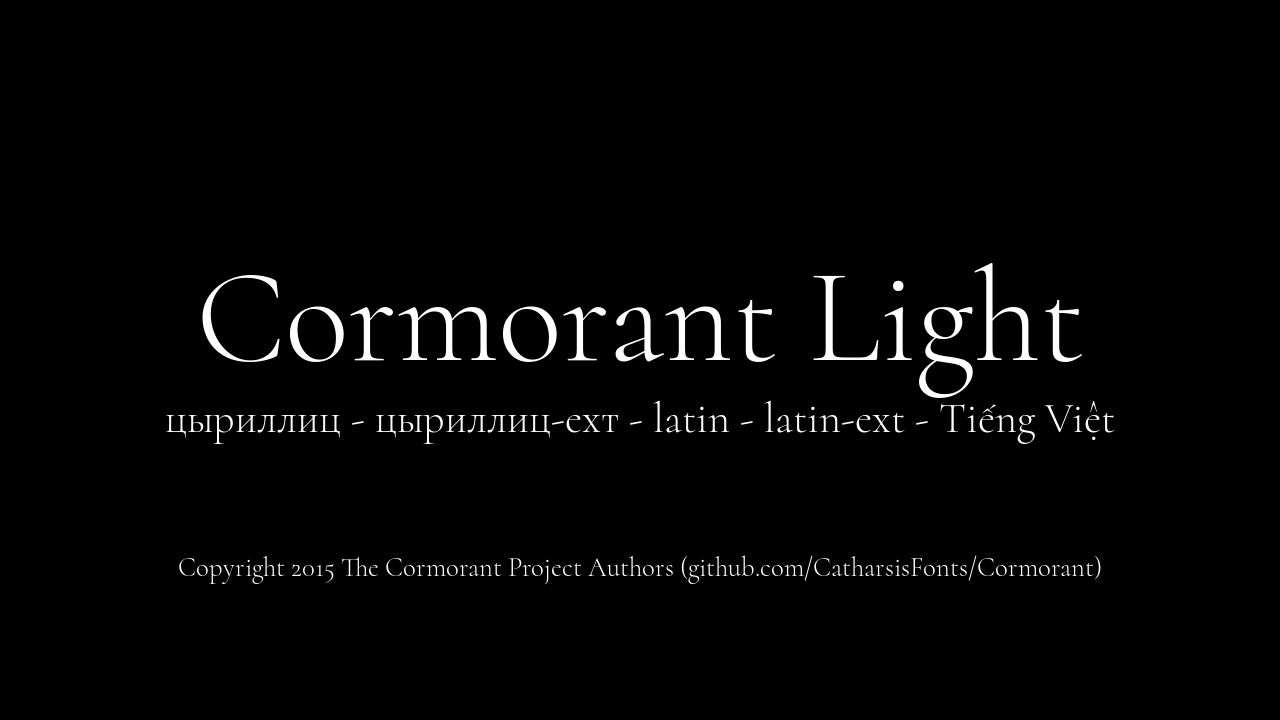 Cormorant Light
цыриллиц - цыриллиц-ехт - latin - latin-ext - Tiếng Việt
Copyright 2015 The Cormorant Project Authors (github.com/CatharsisFonts/Cormorant)